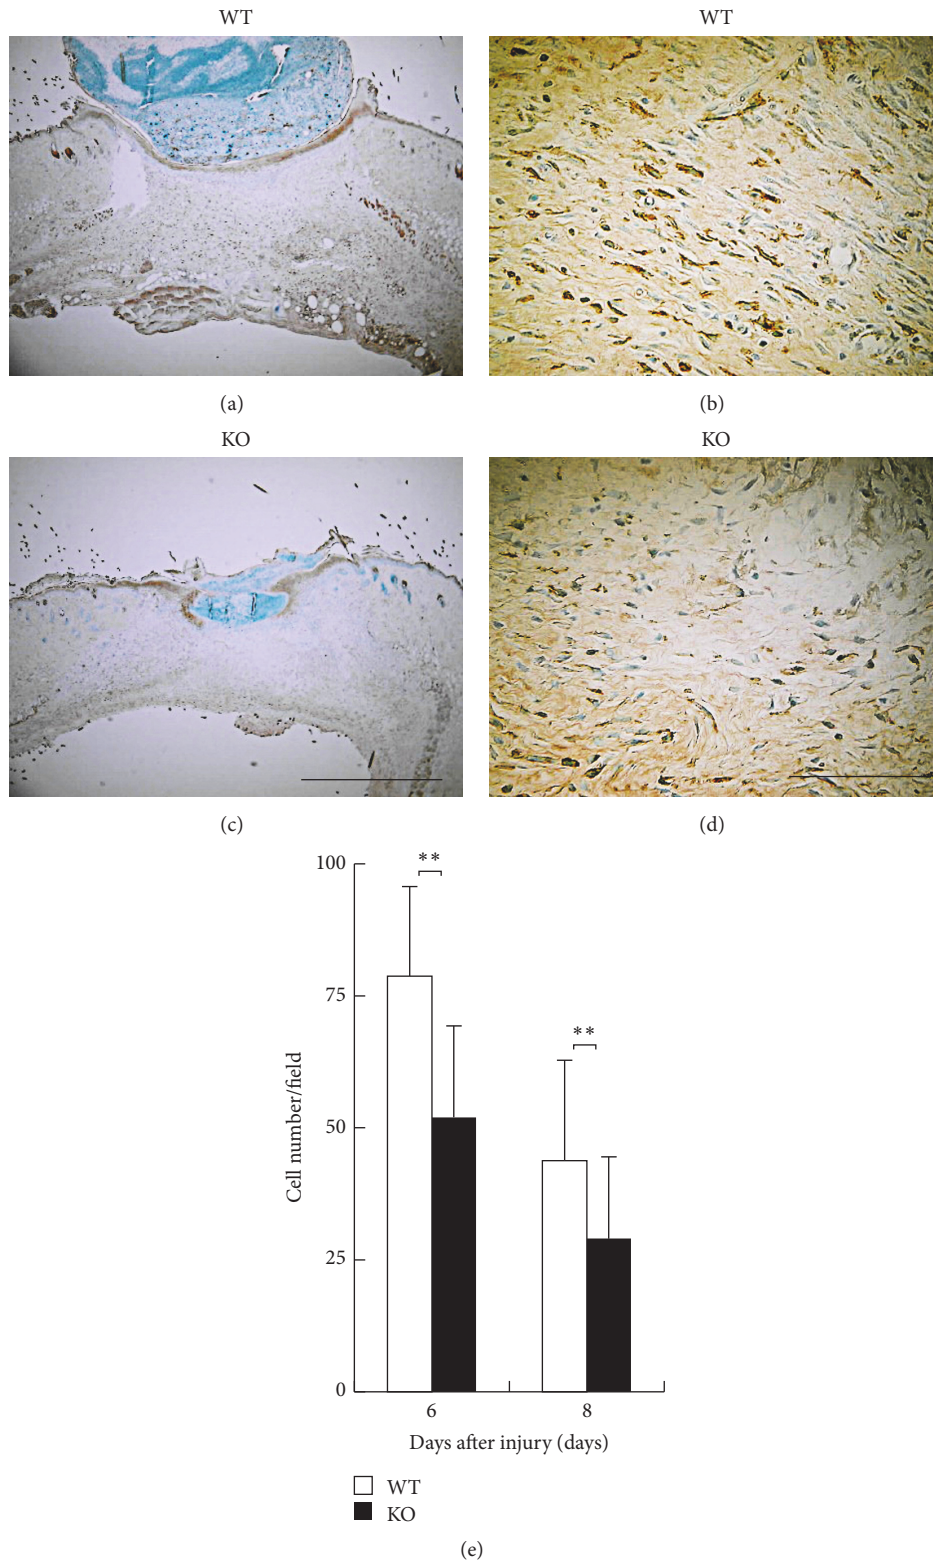 WT
WT
(a)
(b)
KO
KO
(c)
(d)
100
75
50
25
0
**
**
Cell number/field
6
8
Days after injury (days)
WT
KO
(e)